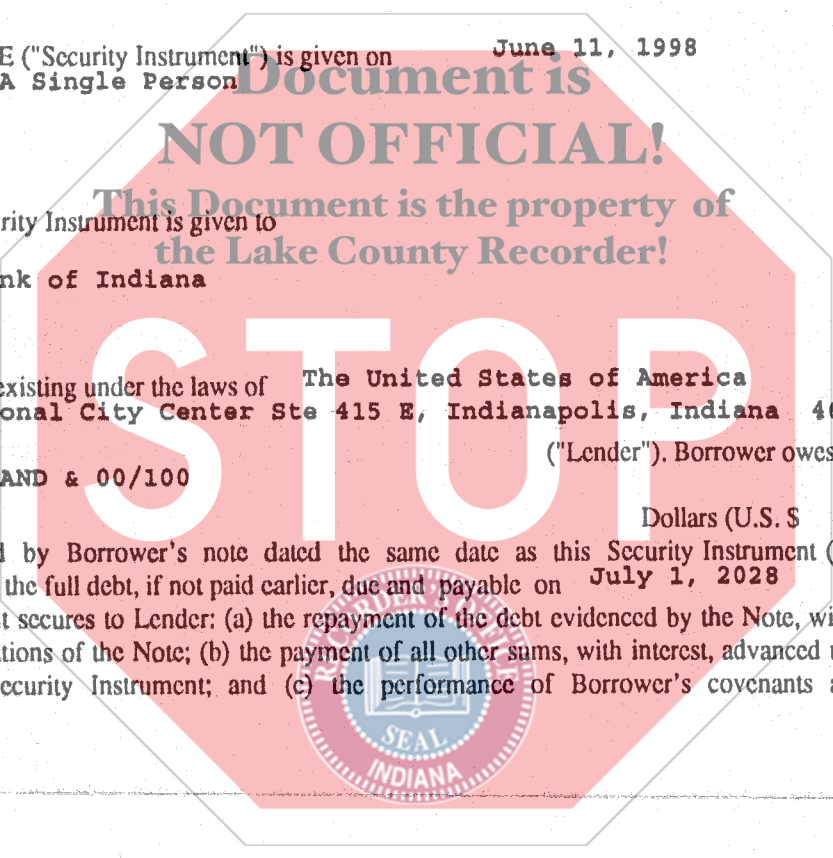 E ("Security Instrument") is given on June 11, 1998
A Single Person
Document is
NOT OFFICIAL!
This Document is the property of
rity Instrument is given to
the Lake County Recorder!
nk of Indiana
STOP
existing under the laws of The United States of America
onal City Center Ste 415 E, Indianapolis, Indiana 46
("Lender"). Borrower owes
AND & 00/100
Dollars (U.S. $
d by Borrower's note dated the same date as this Security Instrument (
the full debt, if not paid earlier, due and payable on July 1, 2028
t secures to Lender: (a) the repayment of the debt evidenced by the Note, wi
tions of the Note; (b) the payment of all other sums, with interest, advanced u
ecurity Instrument; and (c) the performance of Borrower's covenants a
RECORDER'S OFFICE
SEAL
INDIANA